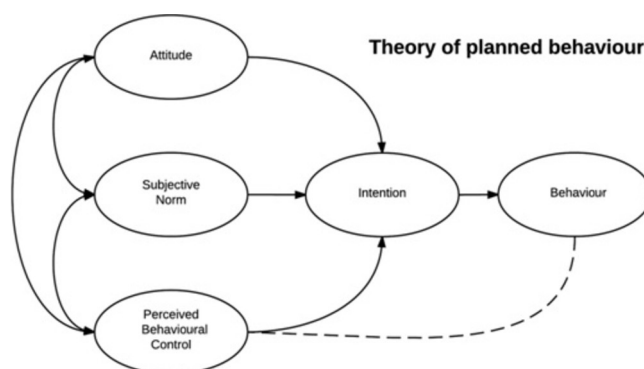 Theory of planned behaviour
Attitude
Subjective
Norm
Intention
Behaviour
Perceived
Behavioural
Control